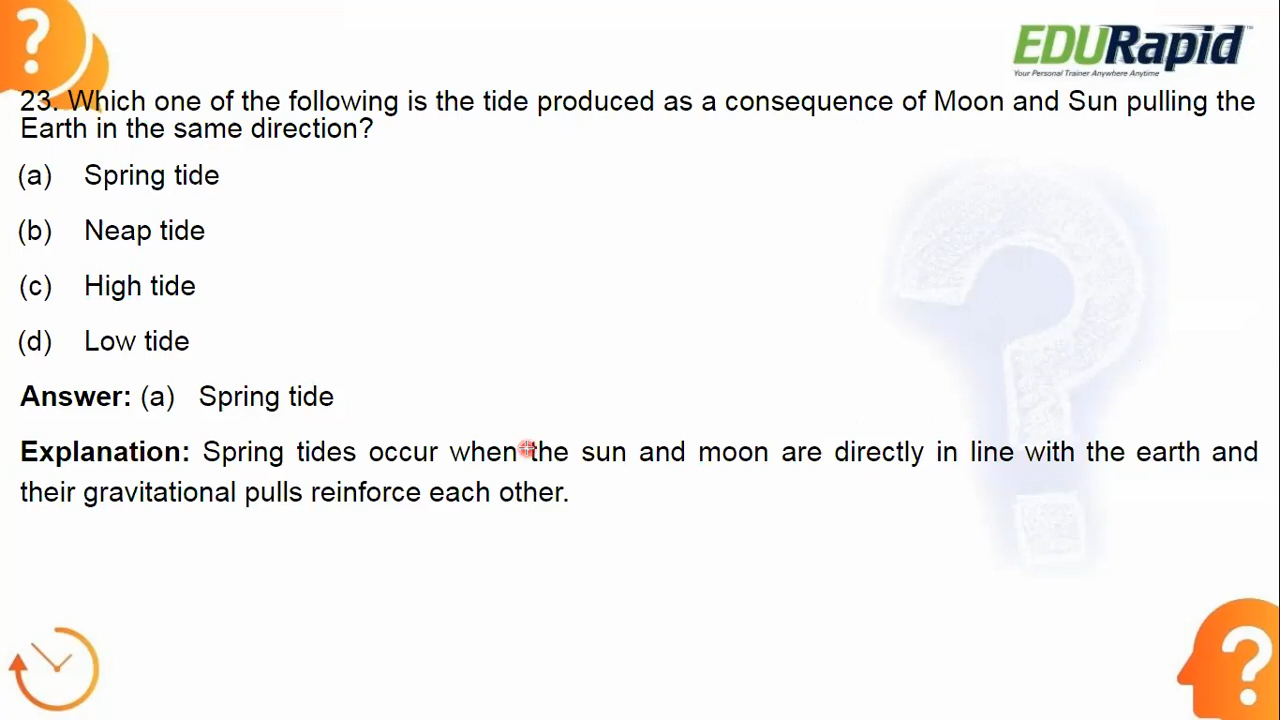 ?
EDURapid™
Your Personal Trainer Anywhere Anytime
23. Which one of the following is the tide produced as a consequence of Moon and Sun pulling the
Earth in the same direction?
(a) Spring tide
(b) Neap tide
(c) High tide
(d) Low tide
Answer: (a) Spring tide
Explanation: Spring tides occur when the sun and moon are directly in line with the earth and
their gravitational pulls reinforce each other.
?
?